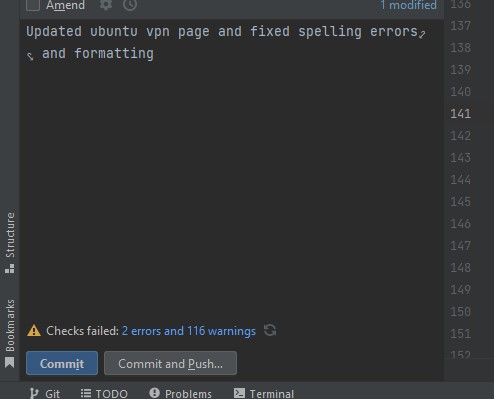 Amend
1 modified
Updated ubuntu vpn page and fixed spelling errors
and formatting
Structure
Bookmarks
Checks failed: 2 errors and 116 warnings
Commit
Commit and Push...
Git
TODO
Problems
Terminal
136
137
138
139
140
141
142
143
144
145
146
147
148
149
150
151
152